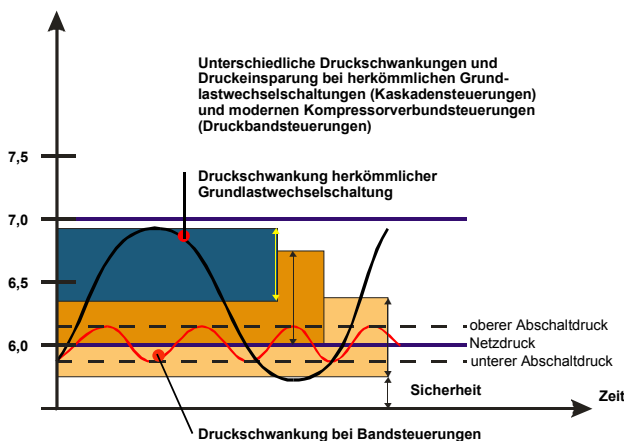 Unterschiedliche Druckschwankungen und
Druckeinsparung bei herkömmlichen Grund-
lastwechselschaltungen (Kaskadensteuerungen)
und modernen Kompressorverbundsteuerungen
(Druckbandsteuerungen)
7,5
Druckschwankung herkömmlicher
Grundlastwechselschaltung
7,0
6,5
oberer Abschaltdruck
6,0
Netzdruck
unterer Abschaltdruck
Sicherheit
Zeit
Druckschwankung bei Bandsteuerungen